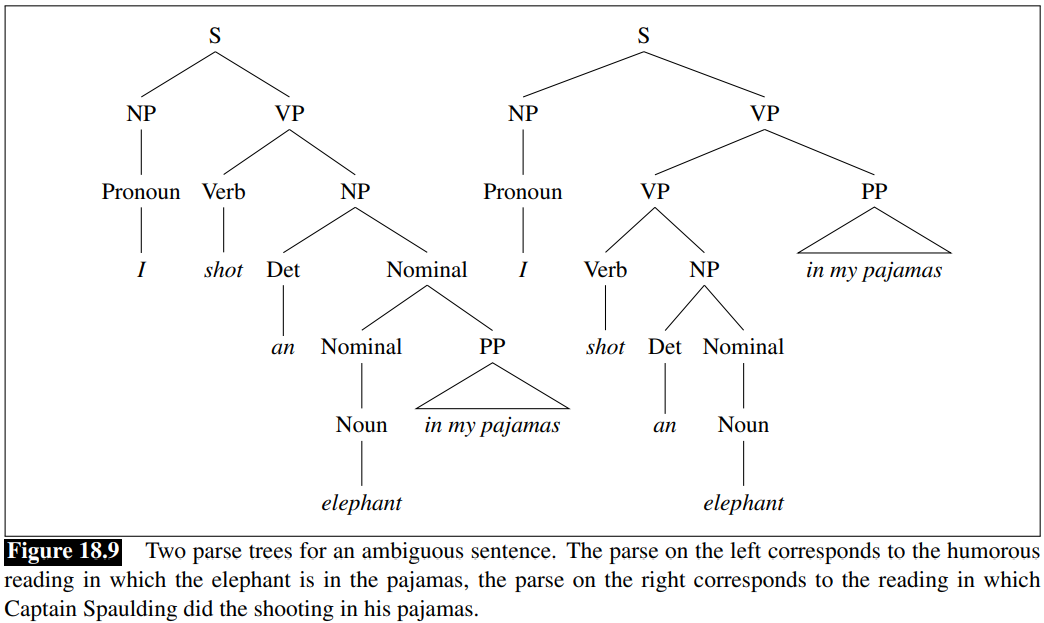 S S
NP VP NP VP
Pronoun Verb NP Pronoun VP PP
I shot Det Nominal I Verb NP in my pajamas
an Nominal PP shot Det Nominal
Noun in my pajamas an Noun
elephant elephant
Figure 18.9 Two parse trees for an ambiguous sentence. The parse on the left corresponds to the humorous
reading in which the elephant is in the pajamas, the parse on the right corresponds to the reading in which
Captain Spaulding did the shooting in his pajamas.